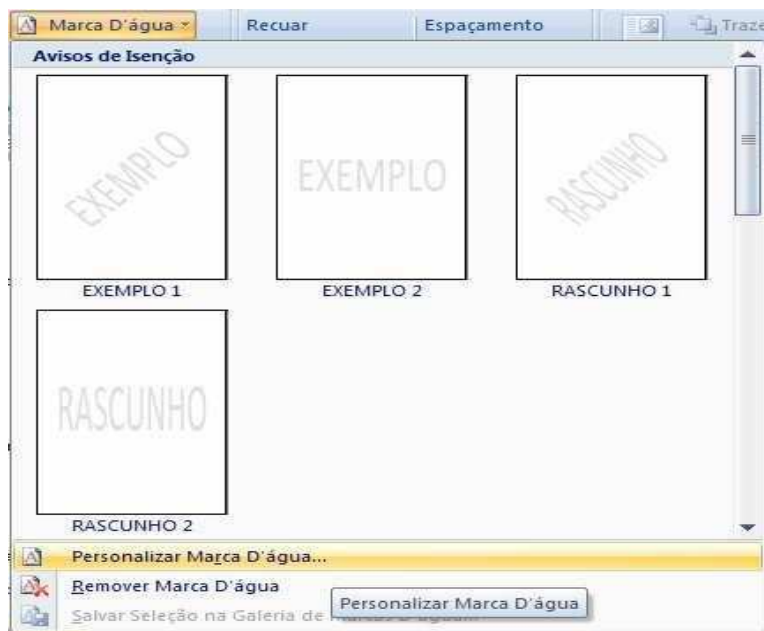 Marca D'água Recuar Espaçamento Traze
Avisos de Isenção
EXEMPLO EXEMPLO RASCUNHO
EXEMPLO 1 EXEMPLO 2 RASCUNHO 1
RASCUNHO
RASCUNHO 2
Personalizar Marca D'água...
Remover Marca D'água
Personalizar Marca D'água
Salvar Seleção na Galeria de